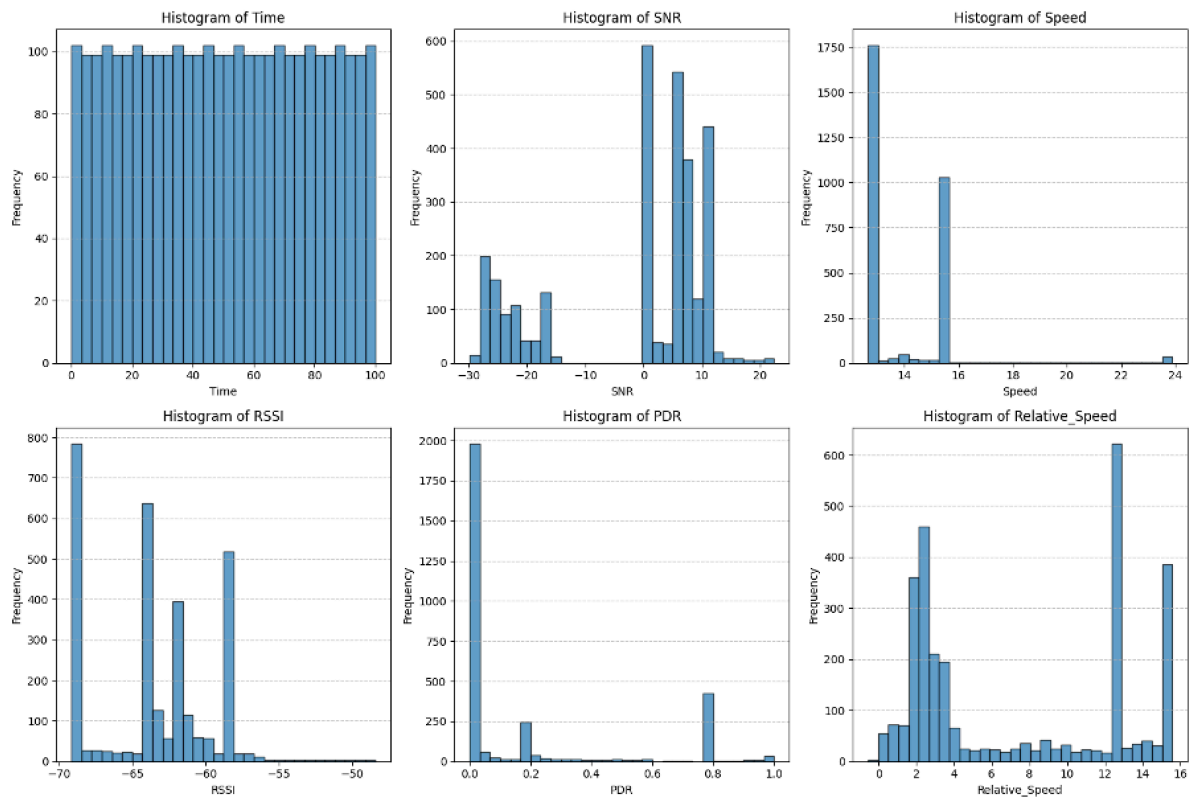 Histogram of Time
Frequency
100
80
60
40
20
0
0 20 40 60 80 100
Time
Histogram of SNR
Frequency
600
500
400
300
200
100
0
−30 −20 −10 0 10 20
SNR
Histogram of Speed
Frequency
1750
1500
1250
1000
750
500
250
0
14 16 18 20 22 24
Speed
Histogram of RSSI
Frequency
800
700
600
500
400
300
200
100
0
−70 −65 −60 −55 −50
RSSI
Histogram of PDR
Frequency
2000
1750
1500
1250
1000
750
500
250
0
0.0 0.2 0.4 0.6 0.8 1.0
PDR
Histogram of Relative_Speed
Frequency
600
500
400
300
200
100
0
0 2 4 6 8 10 12 14 16
Relative_Speed